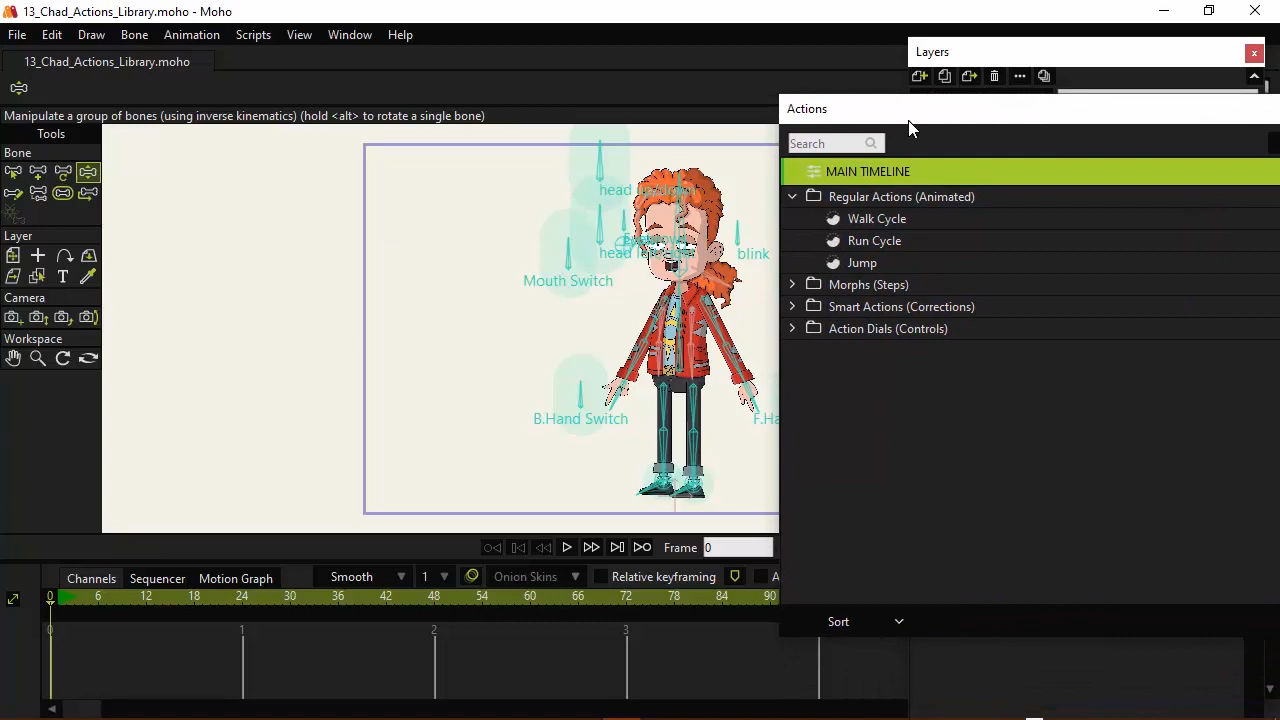 13_Chad_Actions_Library.moho - Moho
File Edit Draw Bone Animation Scripts View Window Help
13_Chad_Actions_Library.moho
Layers
x
Manipulate a group of bones (using inverse kinematics) (hold <alt> to rotate a single bone)
Tools
Bone
Layer
T
Camera
Workspace
Mouth Switch
blink
B.Hand Switch
F.Ha
Actions
Search
MAIN TIMELINE
Regular Actions (Animated)
Walk Cycle
Run Cycle
Jump
Morphs (Steps)
Smart Actions (Corrections)
Action Dials (Controls)
Sort
Frame 0
Channels Sequencer Motion Graph Smooth 1 Onion Skins Relative keyframing A
0 6 12 18 24 30 36 42 48 54 60 66 72 78 84 90
0 1 2 3